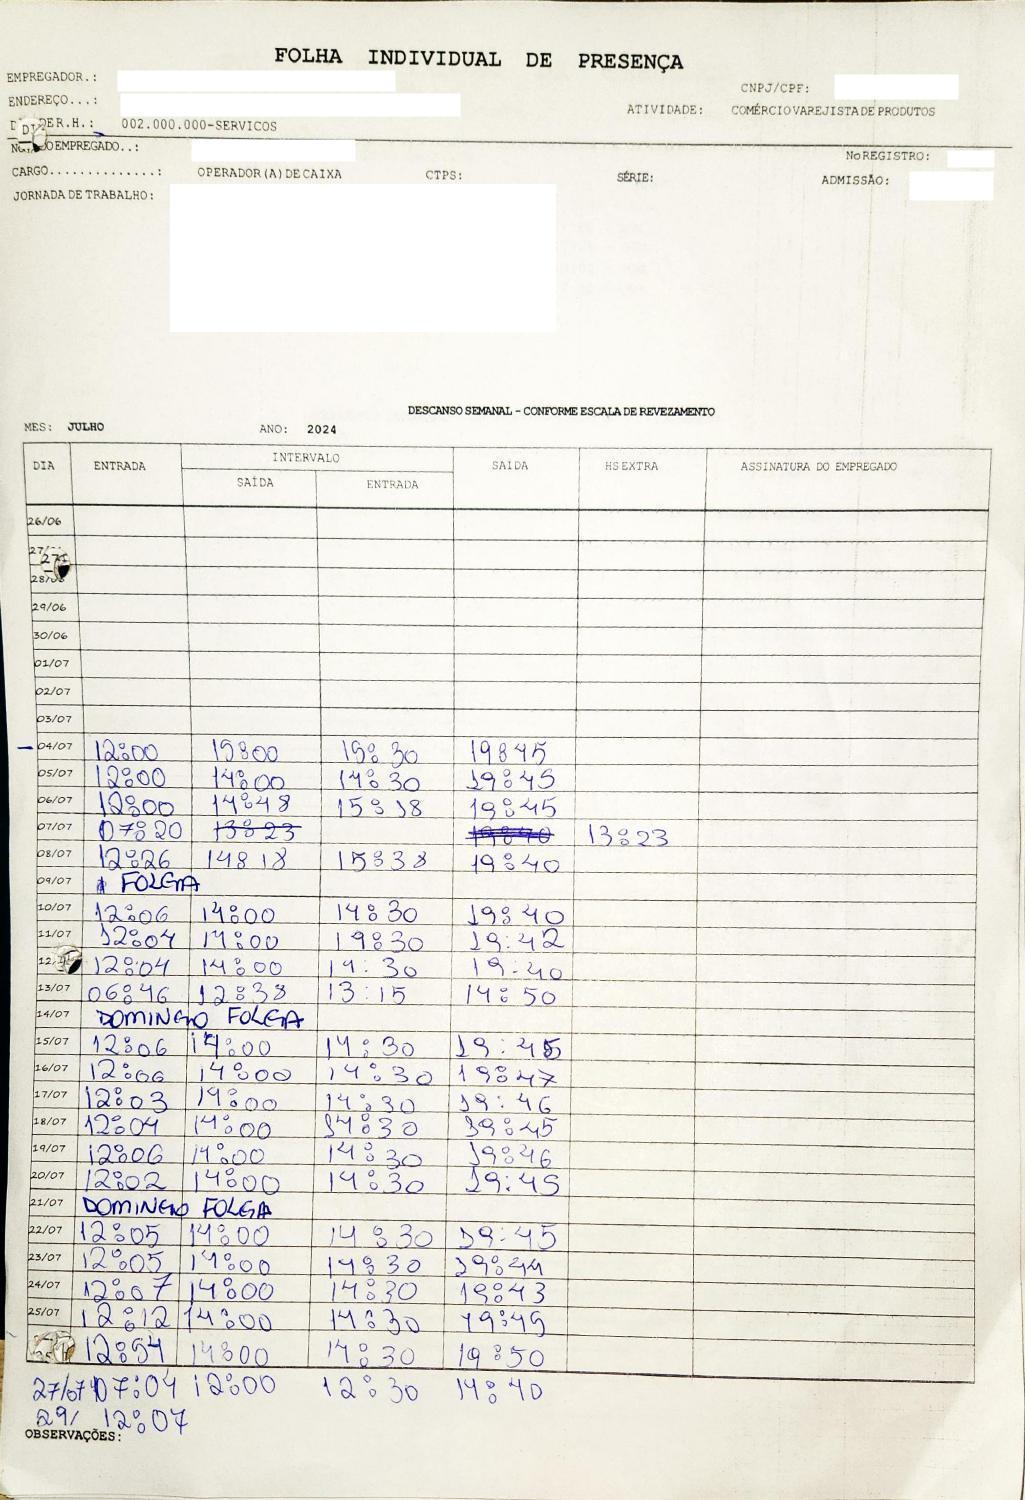 FOLHA INDIVIDUAL DE PRESENÇA
EMPREGADOR.:
CNPJ/CPF:
ENDEREÇO...:
ATIVIDADE: COMÉRCIO VAREJISTA DE PRODUTOS
DER.H.: 002.000.000-SERVICOS
DO EMPREGADO..:
No REGISTRO:
CARGO.............: OPERADOR(A) DE CAIXA CTPS: SÉRIE: ADMISSÃO:
JORNADA DE TRABALHO:
DESCANSO SEMANAL - CONFORME ESCALA DE REVEZAMENTO
MES: JULHO ANO: 2024
DIA ENTRADA INTERVALO SAÍDA HS EXTRA ASSINATURA DO EMPREGADO
SAÍDA ENTRADA
26/06
27/
28/06
29/06
30/06
01/07
02/07
03/07
04/07 12:00 15:00 15:30 19:45
05/07 12:00 14:00 14:30 19:45
06/07 12:00 14:48 15:18 19:45
07/07 07:20 13:23 19:40 13:23
08/07 12:26 14:18 15:38 19:40
09/07 FOLGA
10/07 12:06 14:00 14:30 19:40
11/07 12:04 14:00 14:30 19:42
12/ 12:04 14:00 14:30 19:40
13/07 06:46 12:38 13:15 14:50
14/07 DOMINGO FOLGA
15/07 12:06 14:00 14:30 19:45
16/07 12:06 14:00 14:30 19:47
17/07 12:03 14:00 14:30 19:46
18/07 12:04 14:00 14:30 19:45
19/07 12:06 14:00 14:30 19:46
20/07 12:02 14:00 14:30 19:45
21/07 DOMINGO FOLGA
22/07 12:05 14:00 14:30 19:45
23/07 12:05 14:00 14:30 19:44
24/07 12:07 14:00 14:30 19:43
25/07 12:12 14:00 14:30 19:45
12:54 14:00 14:30 19:50
27/07 07:04 12:00 12:30 14:40
29/ 12:07
OBSERVAÇÕES: